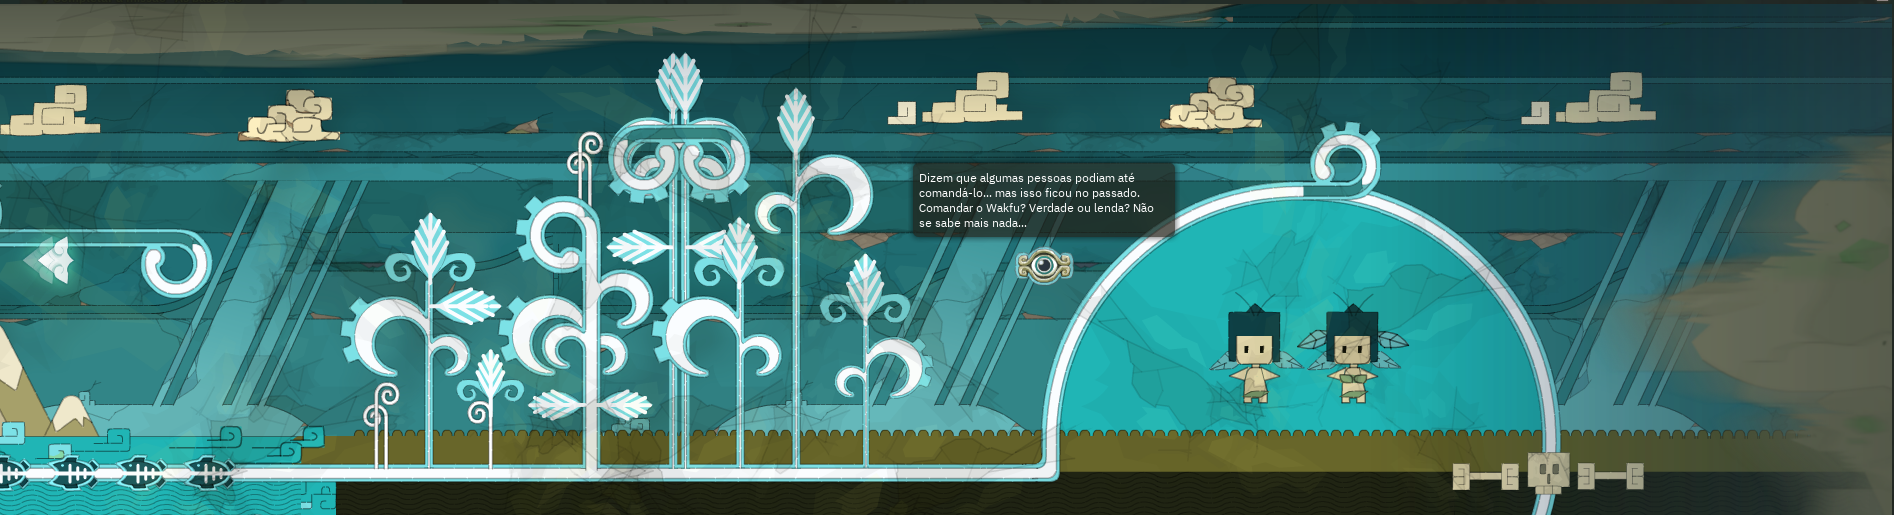 Dizem que algumas pessoas podiam até
comandá-lo... mas isso ficou no passado.
Comandar o Wakfu? Verdade ou lenda? Não
se sabe mais nada...